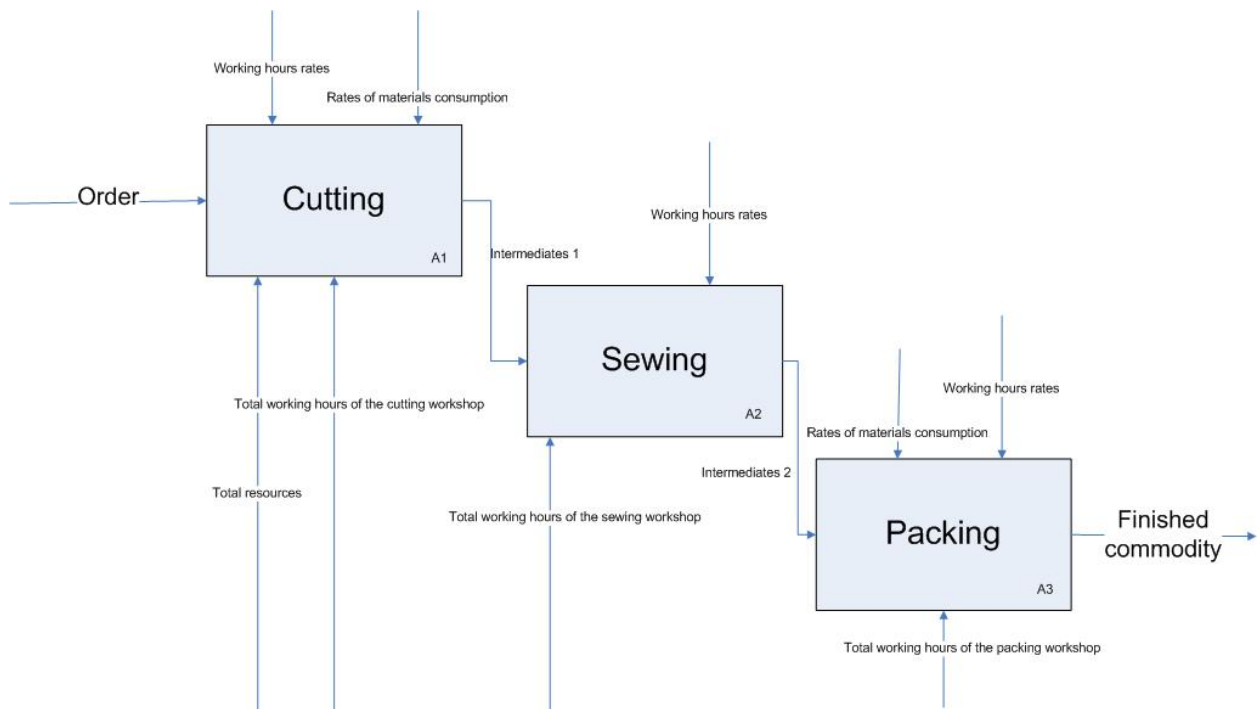 Working hours rates
Rates of materials consumption
Order
Cutting
A1
Intermediates 1
Working hours rates
Sewing
A2
Total working hours of the cutting workshop
Working hours rates
Rates of materials consumption
Intermediates 2
Total resources
Total working hours of the sewing workshop
Packing
A3
Finished
commodity
Total working hours of the packing workshop